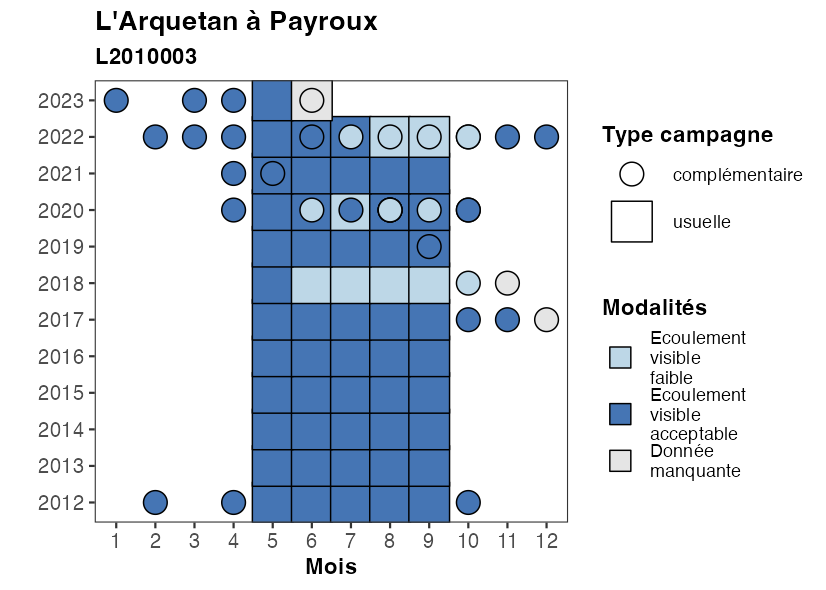 L'Arquetan à Payroux
L2010003
2023
2022
2021
2020
2019
2018
2017
2016
2015
2014
2013
2012
1 2 3 4 5 6 7 8 9 10 11 12
Mois
Type campagne
complémentaire
usuelle
Modalités
Ecoulement
visible
faible
Ecoulement
visible
acceptable
Donnée
manquante